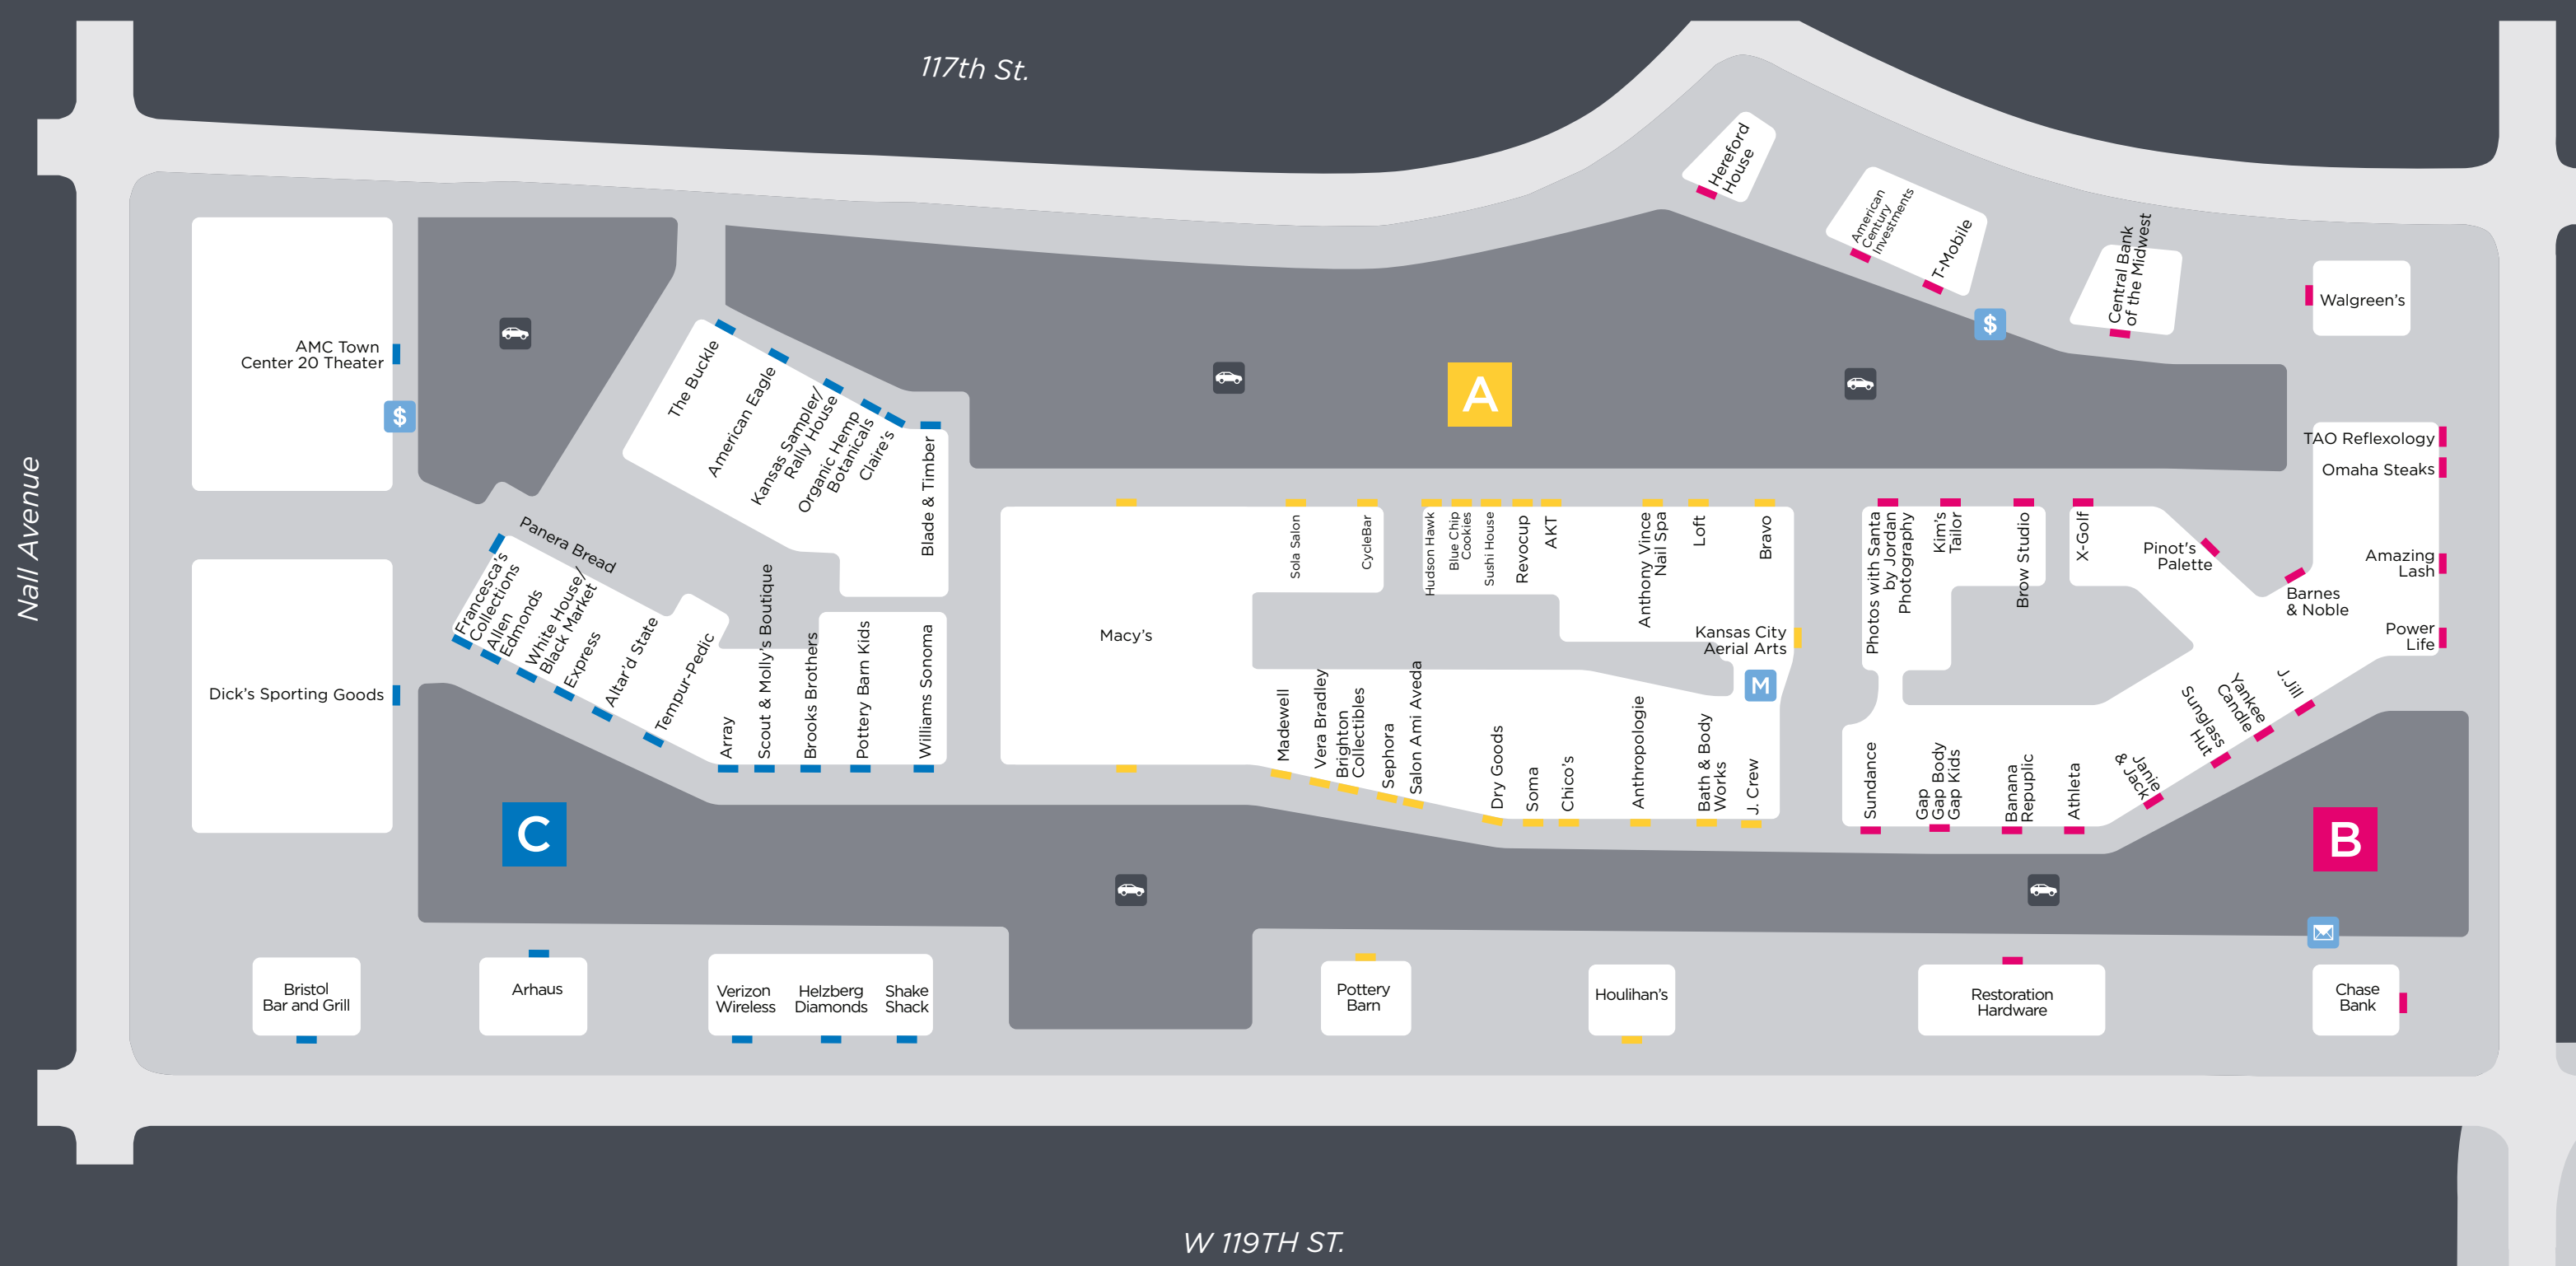 117th St.
Nall Avenue
W 119TH ST.
Hereford
House
American
Century
Investments
T-Mobile
Central Bank
of the Midwest
Walgreen’s
AMC Town
Center 20 Theater
$
$
A
The Buckle
American Eagle
Kansas Sampler/
Rally House
Organic Hemp
Botanicals
Claire’s
Blade & Timber
Panera Bread
Francesca’s
Collections
Allen
Edmonds
White House/
Black Market
Express
Altar’d State
Tempur-Pedic
Array
Scout & Molly’s Boutique
Brooks Brothers
Pottery Barn Kids
Williams Sonoma
Dick’s Sporting Goods
Macy’s
Sola Salon
CycleBar
Hudson Hawk
Blue Chip
Cookies
Sushi House
Revocup
AKT
Anthony Vince
Nail Spa
Loft
Bravo
Kansas City
Aerial Arts
M
Madewell
Vera Bradley
Brighton
Collectibles
Sephora
Salon Ami Aveda
Dry Goods
Soma
Chico’s
Anthropologie
Bath & Body
Works
J. Crew
Photos with Santa
by Jordan
Photography
Kim’s
Tailor
Brow Studio
X-Golf
Pinot's
Palette
Barnes
& Noble
TAO Reflexology
Omaha Steaks
Amazing
Lash
Power
Life
J.Jill
Yankee
Candle
Sunglass
Hut
Janie
& Jack
Sundance
Gap
Gap Body
Gap Kids
Banana
Repuplic
Athleta
C
B
Bristol
Bar and Grill
Arhaus
Verizon
Wireless
Helzberg
Diamonds
Shake
Shack
Pottery
Barn
Houlihan’s
Restoration
Hardware
Chase
Bank